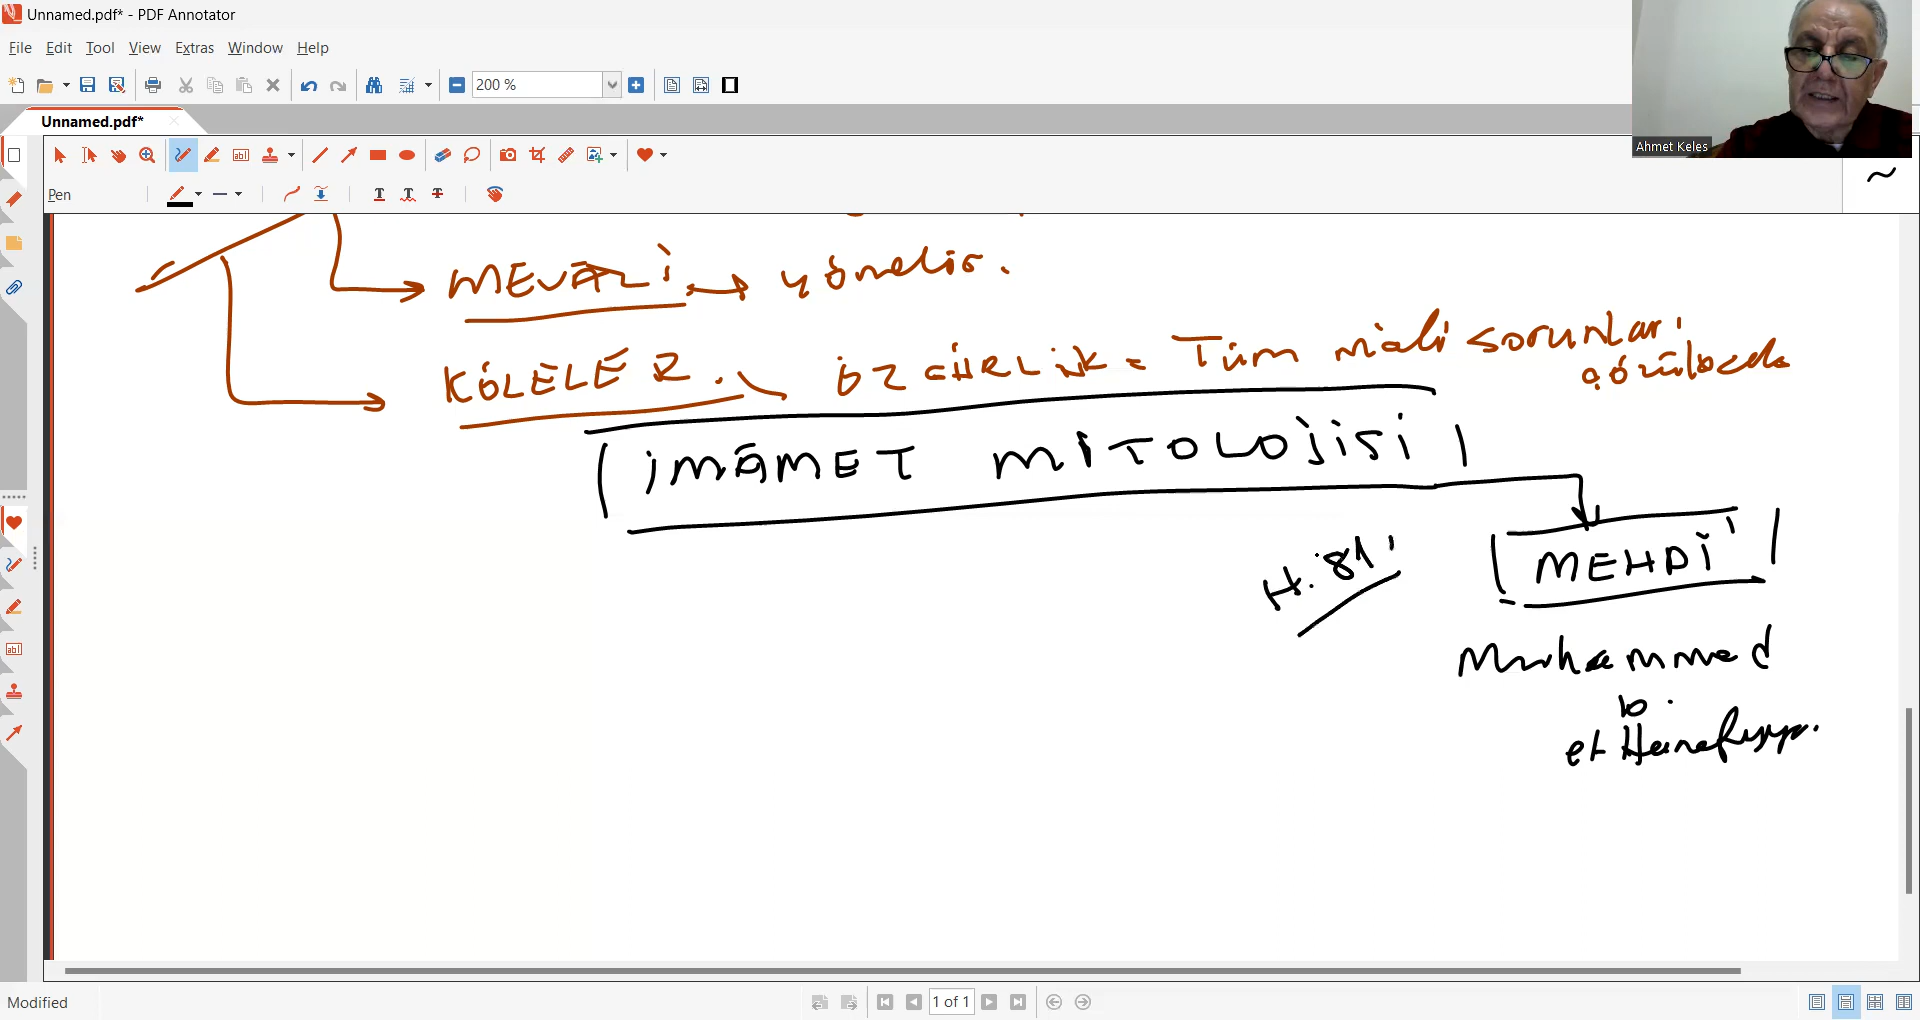 Unnamed.pdf* - PDF Annotator
File Edit Tool View Extras Window Help
200 %
Unnamed.pdf*
Pen
Ahmet Keles
MEVALİ → yönelir.
KÖLELER. ÖZGÜRLÜK = Tüm mali sorunları
çözülecek
İMÂMET MİTOLOJİSİ
MEHDİ
H. 81'
Muhammed
b.
el Hanefiyye.
Modified
1 of 1